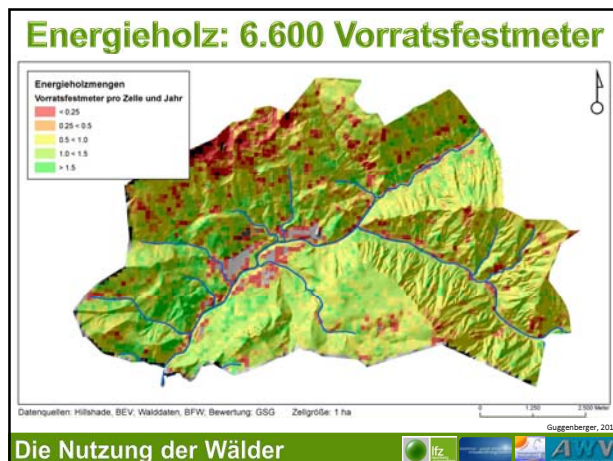 Energieholz: 6.600 Vorratsfestmeter
Energieholzmengen
Vorratsfestmeter pro Zelle und Jahr
< 0.25
0.25 < 0.5
0.5 < 1.0
1.0 < 1.5
> 1.5
Datenquellen: Hillshade, BEV; Walddaten, BFW; Bewertung: GSG Zellgröße: 1 ha
0 1.250 2.500 Meter
Guggenberger, 201
Die Nutzung der Wälder
lfz
AWV